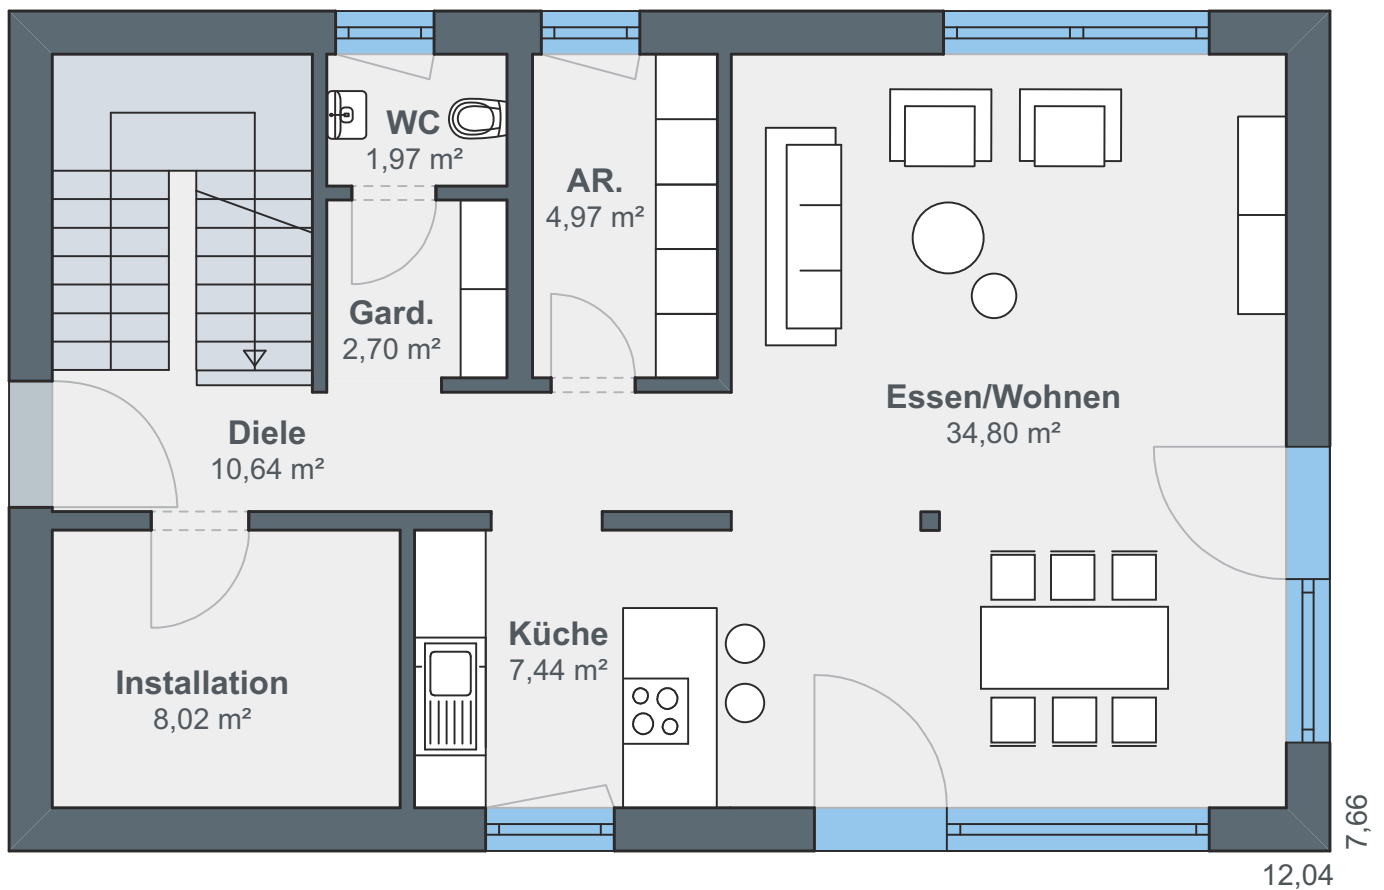 WC
1,97 m²
AR.
4,97 m²
Gard.
2,70 m²
Essen/Wohnen
34,80 m²
Diele
10,64 m²
Küche
7,44 m²
Installation
8,02 m²
7,66
12,04